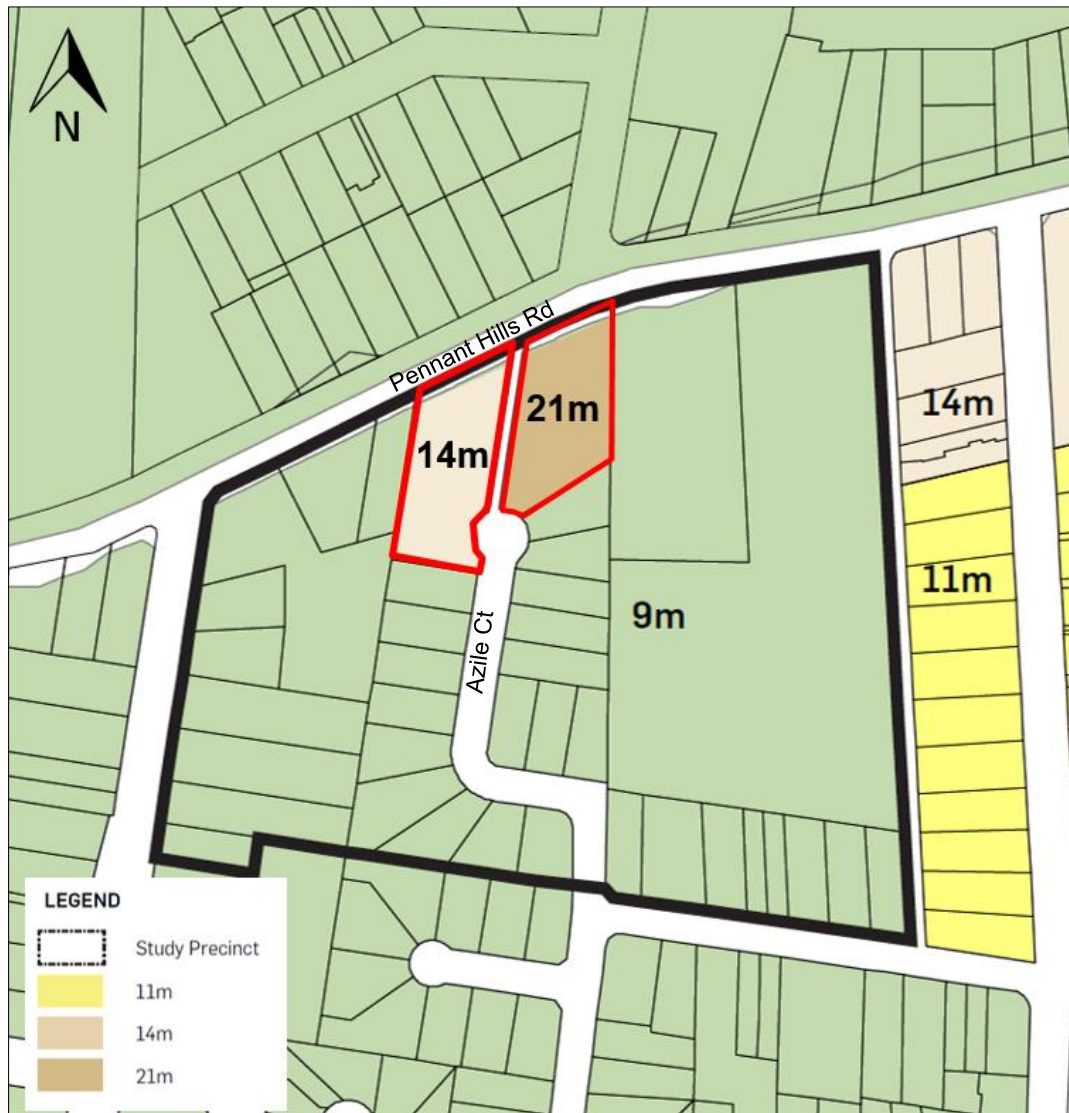 N
Pennant Hills Rd
21m
14m
14m
11m
9m
Azile Ct
LEGEND
Study Precinct
11m
14m
21m